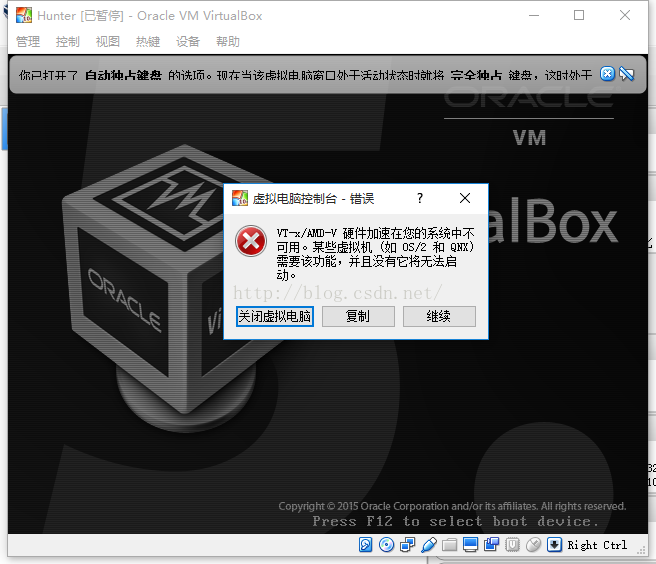 Hunter [已暂停] - Oracle VM VirtualBox
管理 控制 视图 热键 设备 帮助
你已打开了 自动独占键盘 的选项。现在当该虚拟电脑窗口处于活动状态时就将 完全独占 键盘，这时处于
ORACLE
VM
虚拟电脑控制台 - 错误
VT-x/AMD-V 硬件加速在您的系统中不
可用。某些虚拟机 (如 OS/2 和 QNX)
需要该功能，并且没有它将无法启
动。
alBox
ORACLE
http://blog.csdn.net/
关闭虚拟电脑 复制 继续
Copyright © 2015 Oracle Corporation and/or its affiliates. All rights reserved.
Press F12 to select boot device.
Right Ctrl